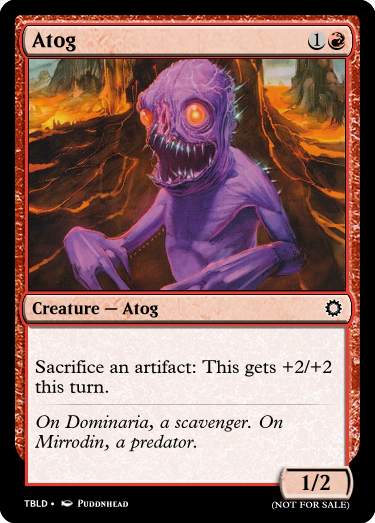 Atog 1
Creature — Atog
Sacrifice an artifact: This gets +2/+2
this turn.
On Dominaria, a scavenger. On
Mirrodin, a predator.
1/2
TBLD • Puddnhead
(NOT FOR SALE)